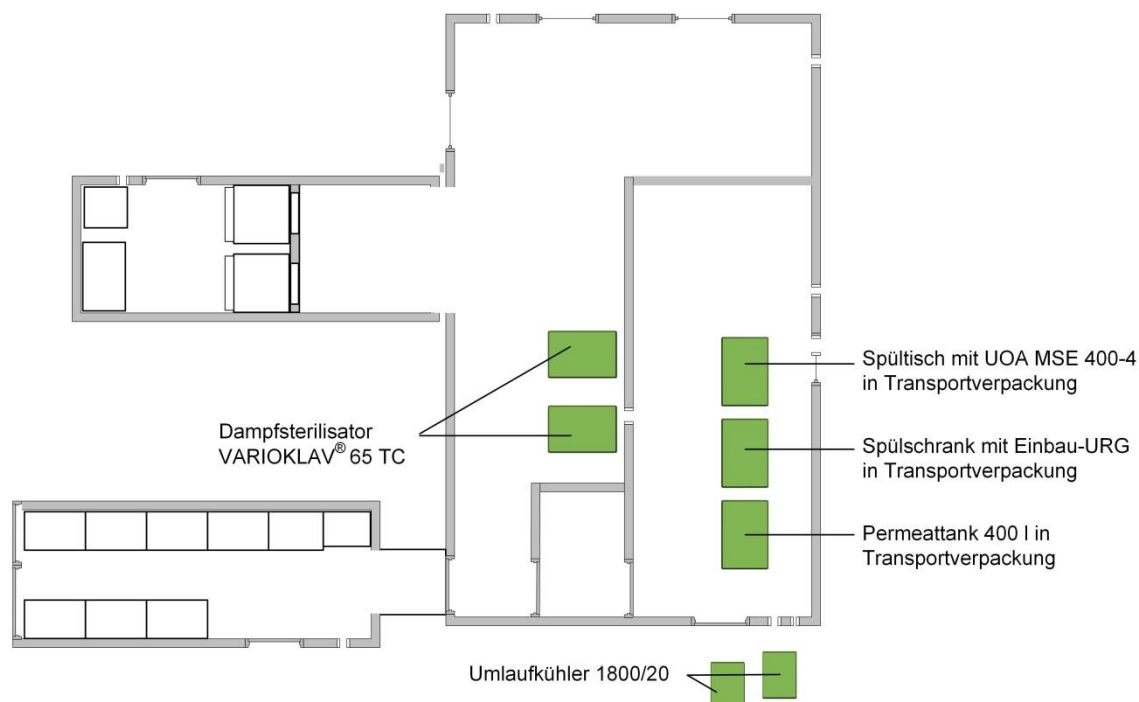 Spültisch mit UOA MSE 400-4
in Transportverpackung
Dampfsterilisator
VARIOKLAV® 65 TC
Spülschrank mit Einbau-URG
in Transportverpackung
Permeattank 400 l in
Transportverpackung
Umlaufkühler 1800/20